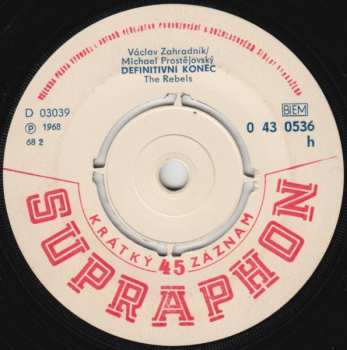 Václav Zahradník/
Michael Prostějovský
DEFINITIVNI KONEC
The Rebels
D 03039
Ⓟ 1968
68 2
BIEM
0 43 0536
h
KRÁTKÝ 45 ZÁZNAM
SUPRAPHON